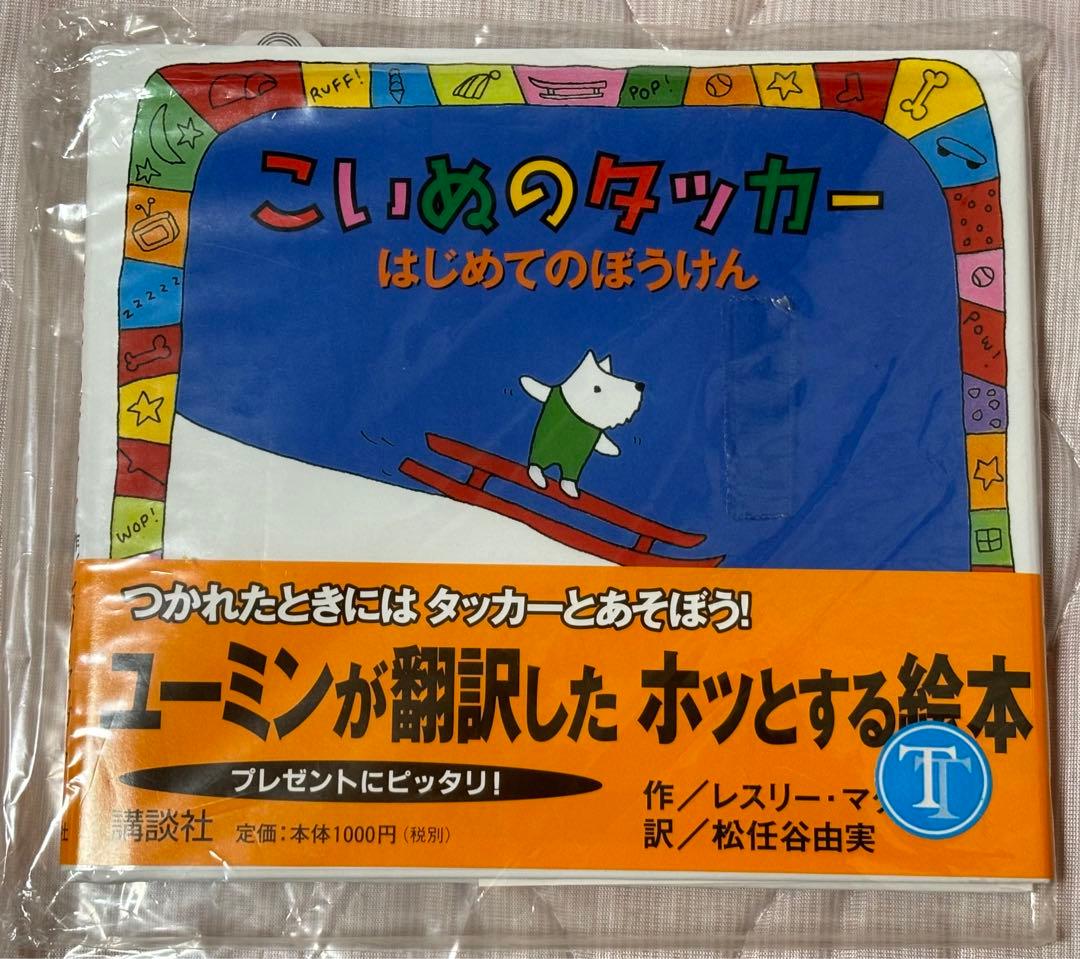 RUFF!
POP!
こいぬのタッカー
はじめてのぼうけん
zzzzz
POW!
WOP!
つかれたときには タッカーとあそぼう!
ユーミンが翻訳した ホッとする絵本
プレゼントにピッタリ!
作/レスリー・マク
訳/松任谷由実
講談社 定価:本体1000円(税別)
社
TT